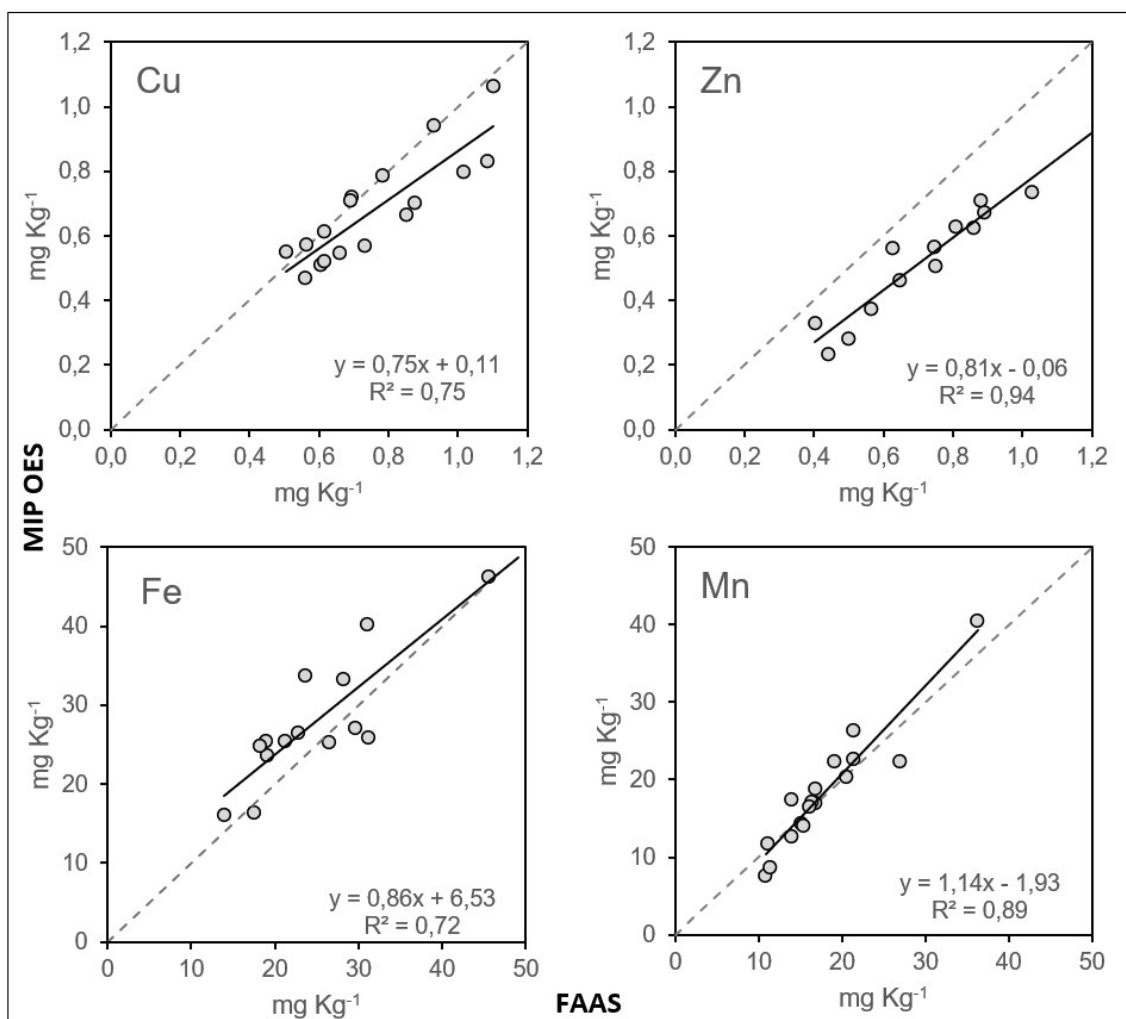 Cu
1,2
1,0
0,8
0,6
0,4
0,2
0,0
mg Kg⁻¹
y = 0,75x + 0,11
R² = 0,75
0,0 0,2 0,4 0,6 0,8 1,0 1,2
mg Kg⁻¹
Zn
1,2
1,0
0,8
0,6
0,4
0,2
0,0
mg Kg⁻¹
y = 0,81x - 0,06
R² = 0,94
0,0 0,2 0,4 0,6 0,8 1,0 1,2
mg Kg⁻¹
MIP OES
Fe
50
40
30
20
10
0
mg Kg⁻¹
y = 0,86x + 6,53
R² = 0,72
0 10 20 30 40 50
mg Kg⁻¹
Mn
50
40
30
20
10
0
mg Kg⁻¹
y = 1,14x - 1,93
R² = 0,89
0 10 20 30 40 50
mg Kg⁻¹
FAAS